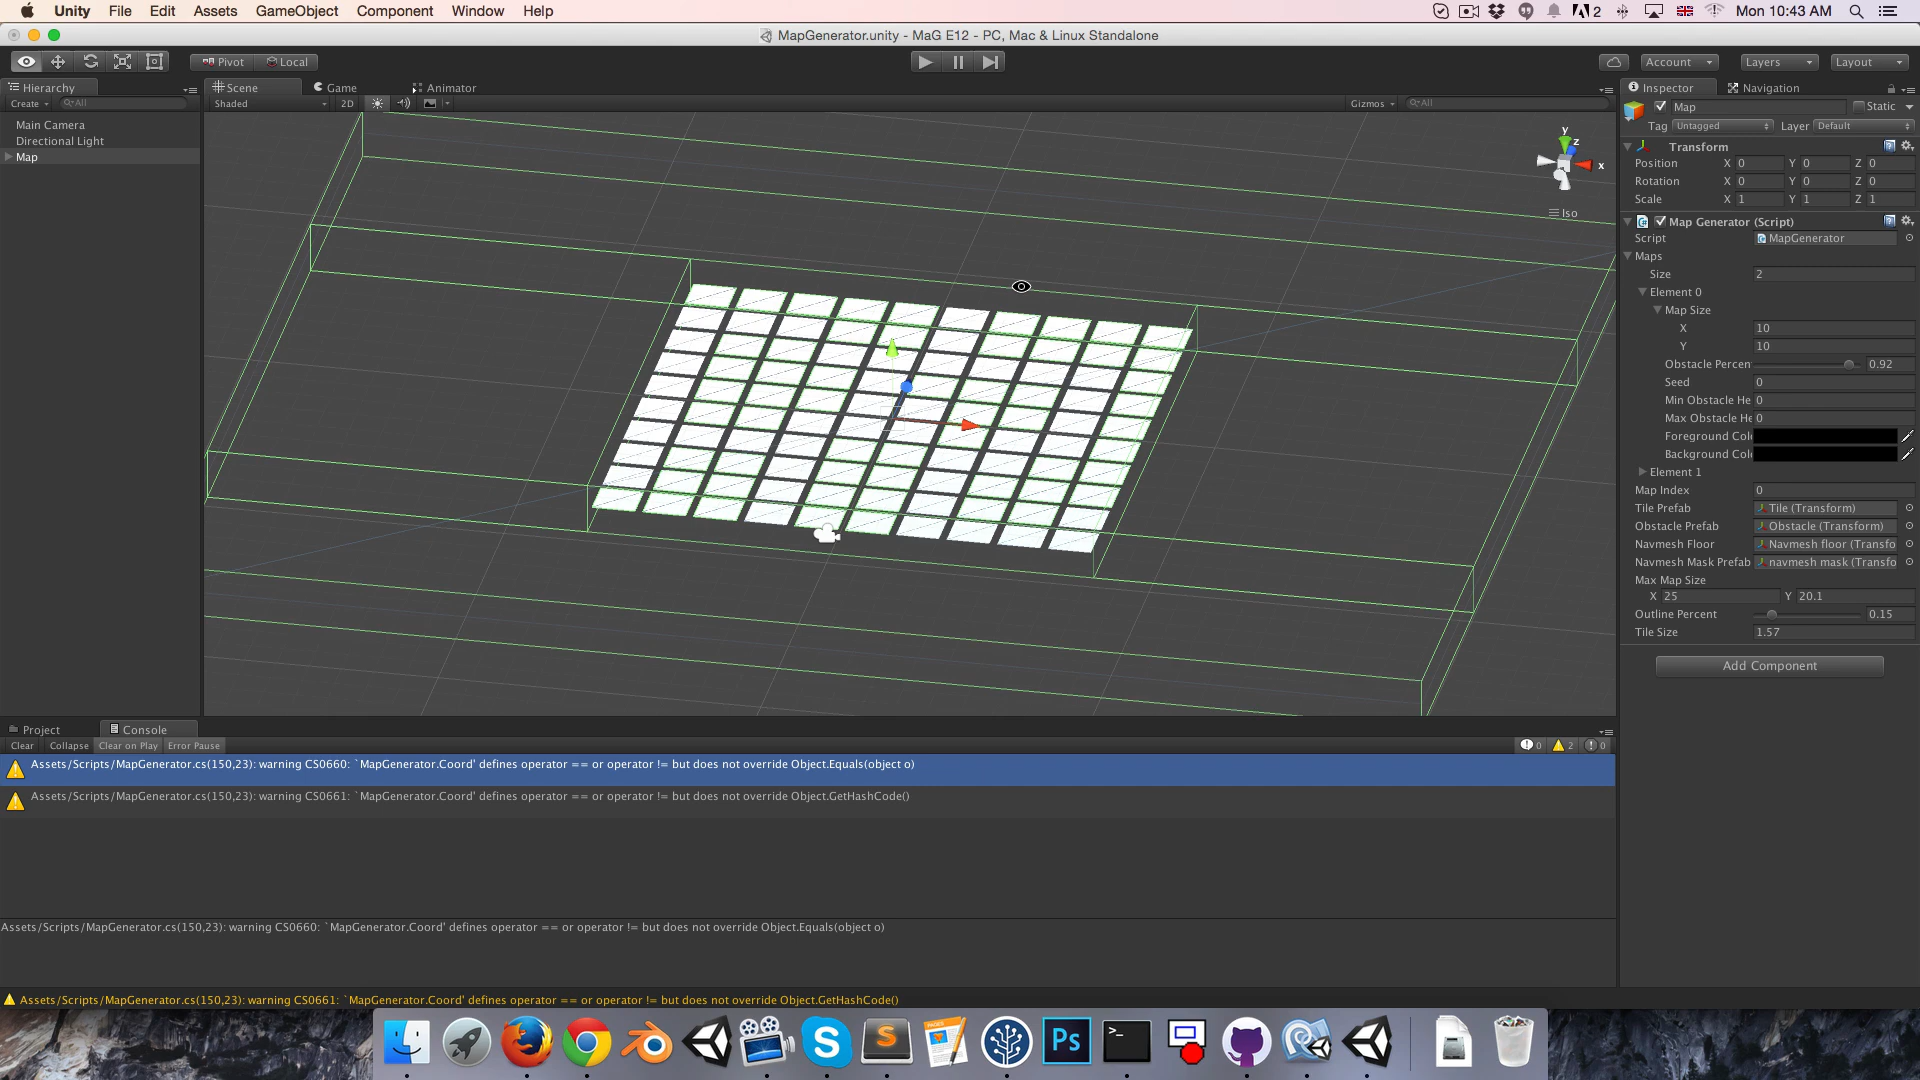 Unity File Edit Assets GameObject Component Window Help
2 Mon 10:43 AM
MapGenerator.unity - MaG E12 - PC, Mac & Linux Standalone
Pivot Local
Account Layers Layout
Hierarchy
Create All
Main Camera
Directional Light
Map
Scene Game Animator
Shaded 2D Gizmos All
y
z
x
Iso
Inspector Navigation
Map Static
Tag Untagged Layer Default
Transform
Position X 0 Y 0 Z 0
Rotation X 0 Y 0 Z 0
Scale X 1 Y 1 Z 1
Map Generator (Script)
Script MapGenerator
Maps
Size 2
Element 0
Map Size
X 10
Y 10
Obstacle Percen 0.92
Seed 0
Min Obstacle He 0
Max Obstacle He 0
Foreground Colo
Background Colo
Element 1
Map Index 0
Tile Prefab Tile (Transform)
Obstacle Prefab Obstacle (Transform)
Navmesh Floor Navmesh floor (Transfo
Navmesh Mask Prefab navmesh mask (Transfo
Max Map Size
X 25 Y 20.1
Outline Percent 0.15
Tile Size 1.57
Add Component
Project Console
Clear Collapse Clear on Play Error Pause 0 2 0
Assets/Scripts/MapGenerator.cs(150,23): warning CS0660: `MapGenerator.Coord' defines operator == or operator != but does not override Object.Equals(object o)
Assets/Scripts/MapGenerator.cs(150,23): warning CS0661: `MapGenerator.Coord' defines operator == or operator != but does not override Object.GetHashCode()
Assets/Scripts/MapGenerator.cs(150,23): warning CS0660: `MapGenerator.Coord' defines operator == or operator != but does not override Object.Equals(object o)
Assets/Scripts/MapGenerator.cs(150,23): warning CS0661: `MapGenerator.Coord' defines operator == or operator != but does not override Object.GetHashCode()
S S PAGES Ps >_